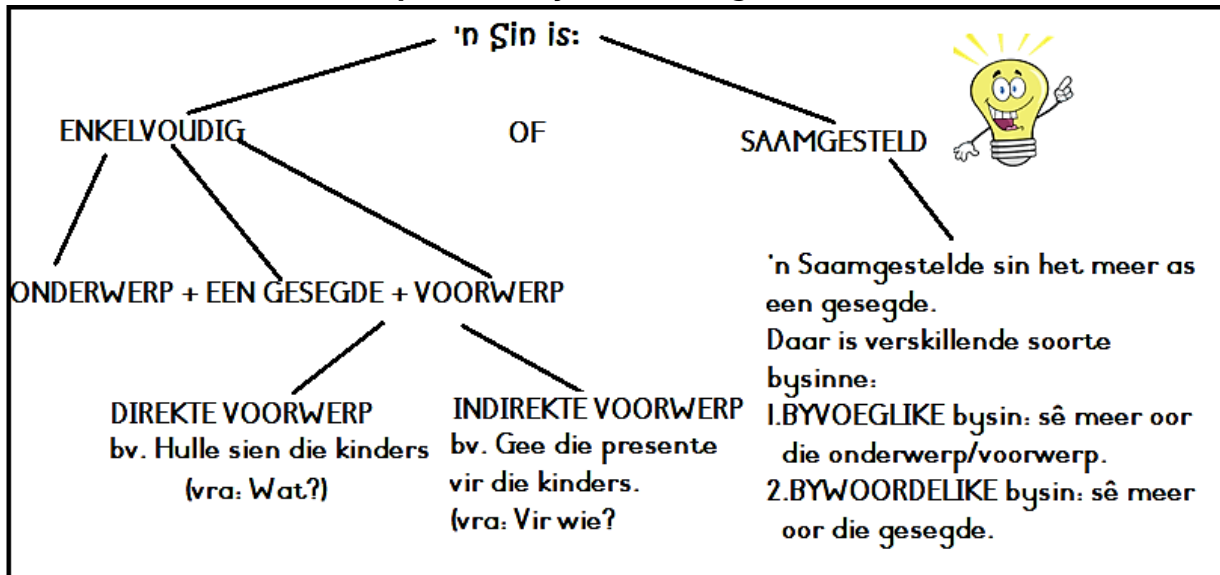 'n Sin is:
ENKELVOUDIG OF SAAMGESTELD
ONDERWERP + EEN GESEGDE + VOORWERP
DIREKTE VOORWERP
bv. Hulle sien die kinders
(vra: Wat?)
INDIREKTE VOORWERP
bv. Gee die presente
vir die kinders.
(vra: Vir wie?
'n Saamgestelde sin het meer as
een gesegde.
Daar is verskillende soorte
bysinne:
1.BYVOEGLIKE bysin: sê meer oor
die onderwerp/voorwerp.
2.BYWOORDELIKE bysin: sê meer
oor die gesegde.